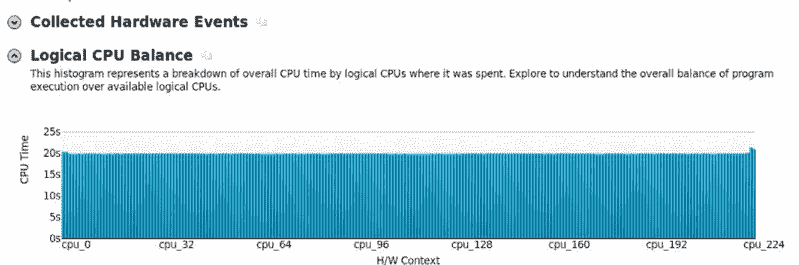 Collected Hardware Events
Logical CPU Balance
This histogram represents a breakdown of overall CPU time by logical CPUs where it was spent. Explore to understand the overall balance of program
execution over available logical CPUs.
25s
20s
15s
10s
5s
0s
CPU Time
cpu_0 cpu_32 cpu_64 cpu_96 cpu_128 cpu_160 cpu_192 cpu_224
H/W Context